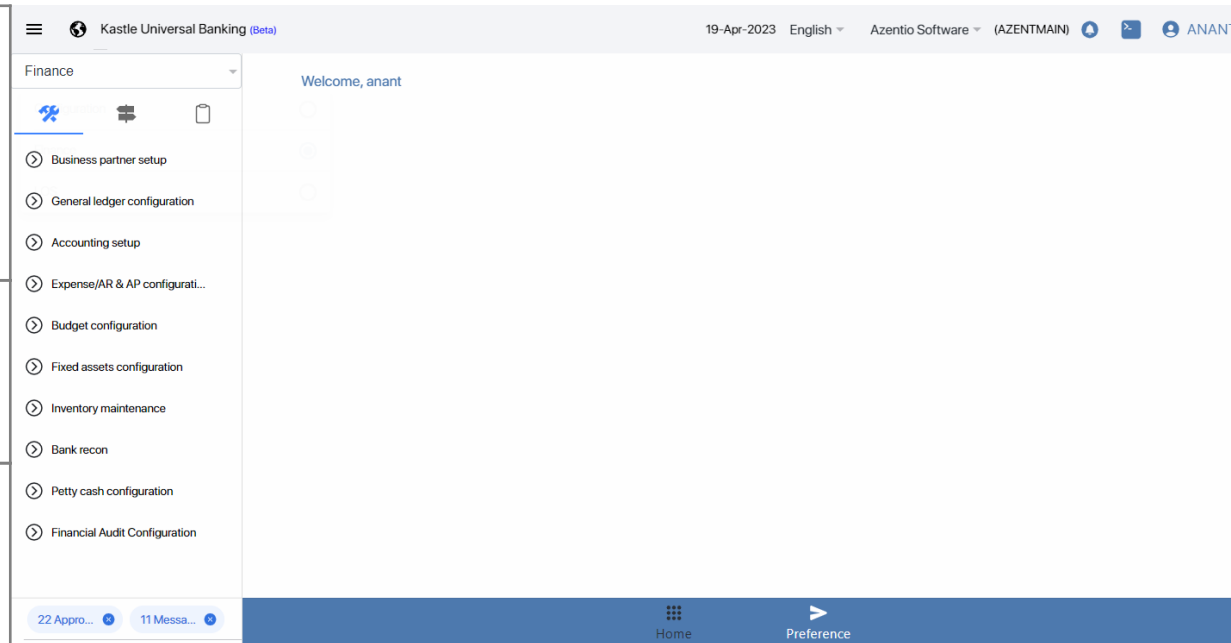 Kastle Universal Banking (Beta)
19-Apr-2023 English Azentio Software (AZENTMAIN) ANANT
Finance
Welcome, anant
Business partner setup
General ledger configuration
Accounting setup
Expense/AR & AP configurati...
Budget configuration
Fixed assets configuration
Inventory maintenance
Bank recon
Petty cash configuration
Financial Audit Configuration
22 Appro... 11 Messa...
Home Preference